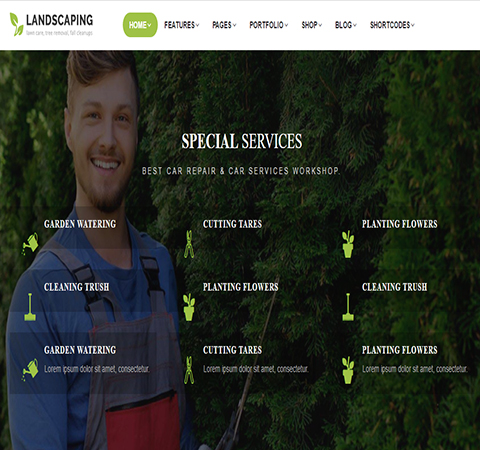 LANDSCAPING
lawn care, tree removal, fall cleanups
HOME FEATURES PAGES PORTFOLIO SHOP BLOG SHORTCODES
SPECIAL SERVICES
BEST CAR REPAIR & CAR SERVICES WORKSHOP.
GARDEN WATERING CUTTING TARES PLANTING FLOWERS
CLEANING TRUSH PLANTING FLOWERS CLEANING TRUSH
GARDEN WATERING CUTTING TARES PLANTING FLOWERS
Lorem ipsum dolor sit amet, consectetur. Lorem ipsum dolor sit amet, consectetur. Lorem ipsum dolor sit amet, consectetur.